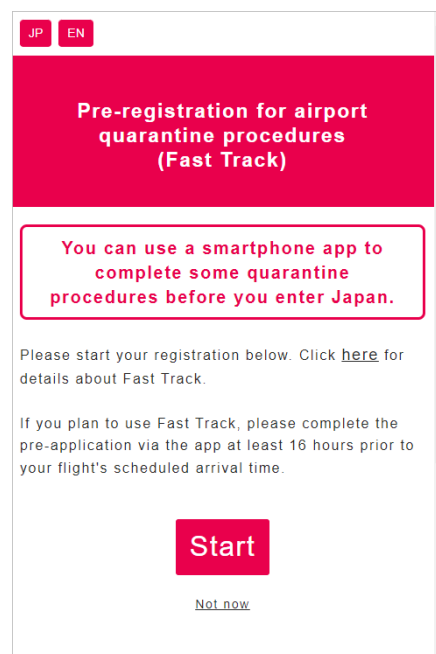 JP EN
Pre-registration for airport
quarantine procedures
(Fast Track)
You can use a smartphone app to
complete some quarantine
procedures before you enter Japan.
Please start your registration below. Click here for
details about Fast Track.
If you plan to use Fast Track, please complete the
pre-application via the app at least 16 hours prior to
your flight's scheduled arrival time.
Start
Not now